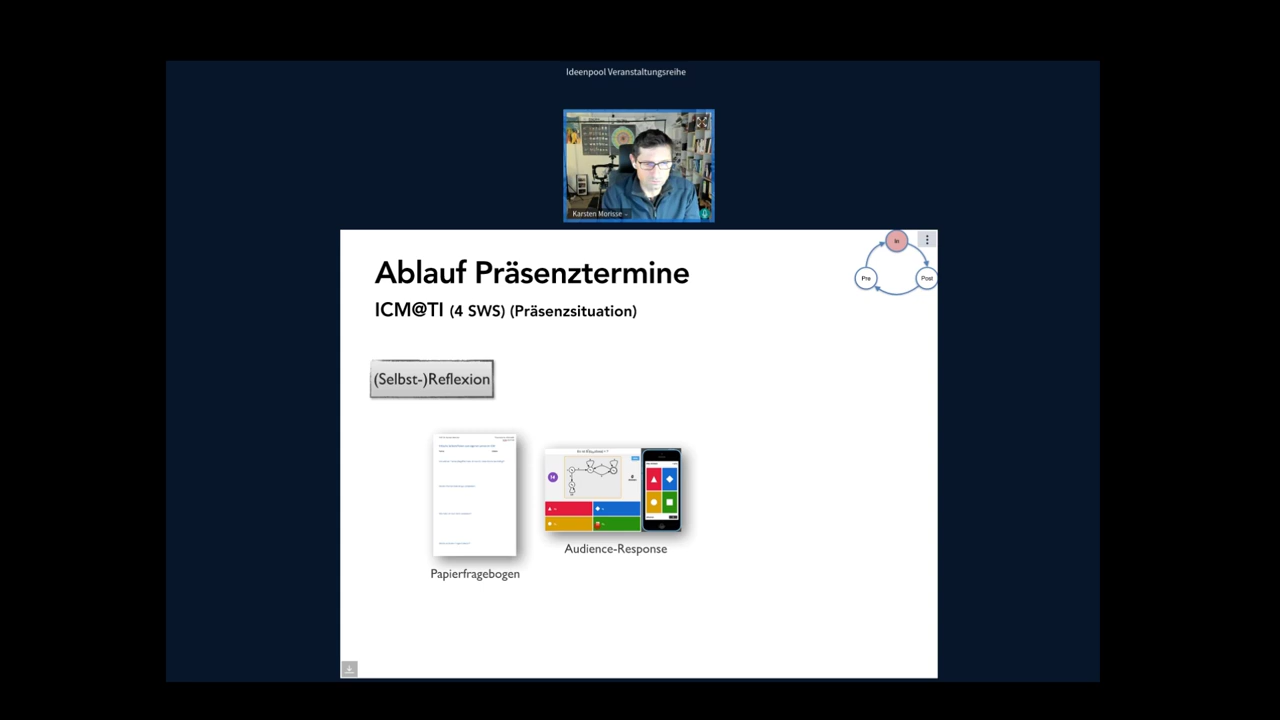 Ideenpool Veranstaltungsreihe
Karsten Morisse
Ablauf Präsenztermine
ICM@TI (4 SWS) (Präsenzsituation)
In
Pre
Post
(Selbst-)Reflexion
Papierfragebogen
Audience-Response